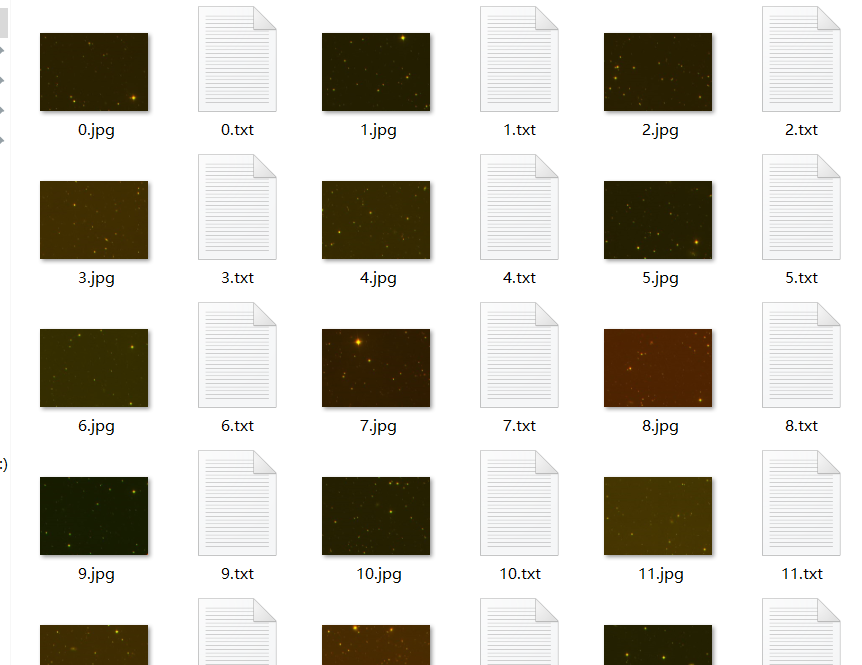 0.jpg 0.txt 1.jpg 1.txt 2.jpg 2.txt
3.jpg 3.txt 4.jpg 4.txt 5.jpg 5.txt
6.jpg 6.txt 7.jpg 7.txt 8.jpg 8.txt
:)
9.jpg 9.txt 10.jpg 10.txt 11.jpg 11.txt